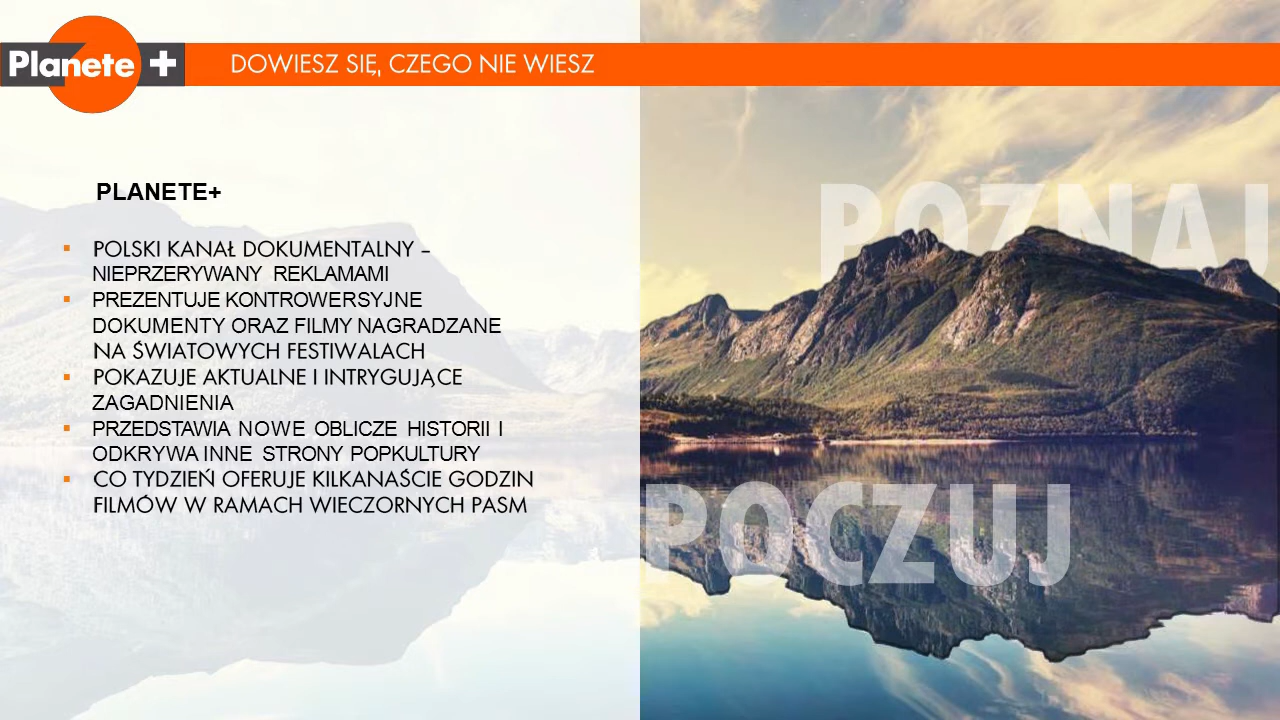 Planete +
DOWIESZ SIĘ, CZEGO NIE WIESZ
PLANETE+
▪ POLSKI KANAŁ DOKUMENTALNY –
NIEPRZERYWANY REKLAMAMI
▪ PREZENTUJE KONTROWERSYJNE
DOKUMENTY ORAZ FILMY NAGRADZANE
NA ŚWIATOWYCH FESTIWALACH
▪ POKAZUJE AKTUALNE I INTRYGUJĄCE
ZAGADNIENIA
▪ PRZEDSTAWIA NOWE OBLICZE HISTORII I
ODKRYWA INNE STRONY POPKULTURY
▪ CO TYDZIEŃ OFERUJE KILKANAŚCIE GODZIN
FILMÓW W RAMACH WIECZORNYCH PASM
POZNAJ
POCZUJ